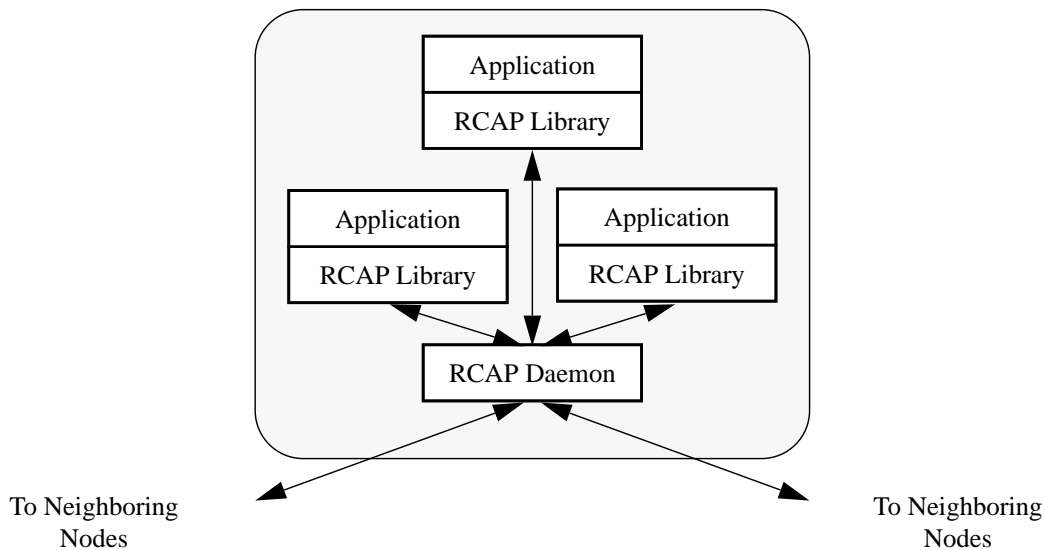 Application
RCAP Library
Application
RCAP Library
Application
RCAP Library
RCAP Daemon
To Neighboring
Nodes
To Neighboring
Nodes